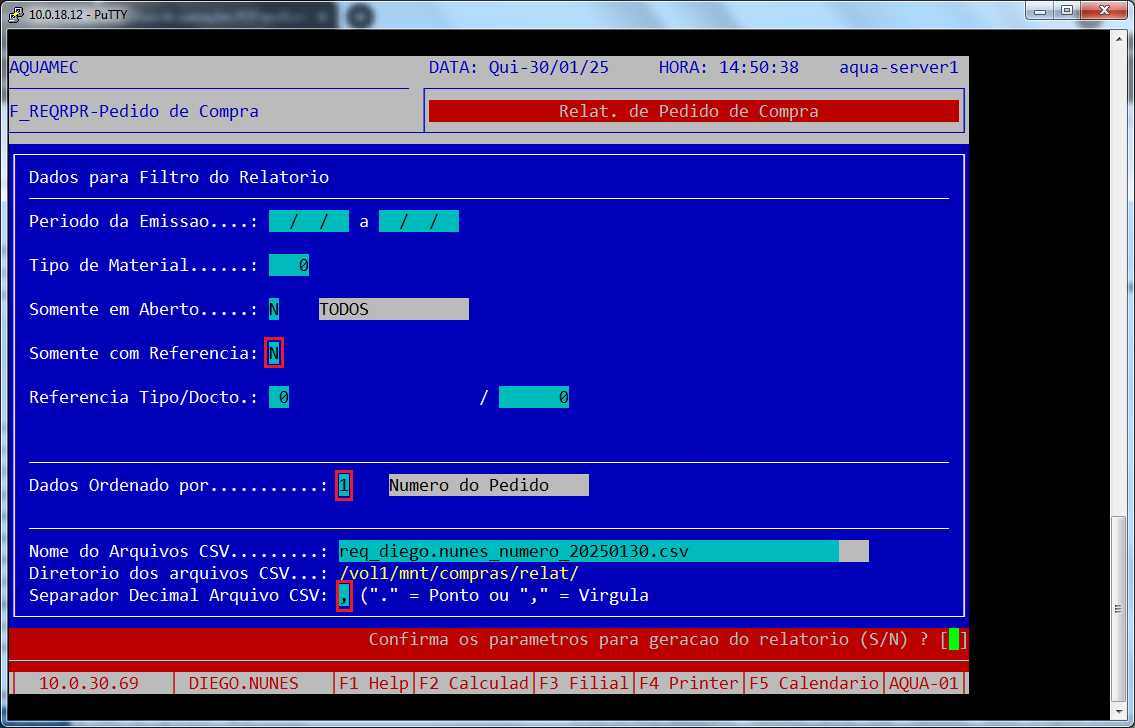 10.0.18.12 - PuTTY
AQUAMEC DATA: Qui-30/01/25 HORA: 14:50:38 aqua-server1
F_REQRPR-Pedido de Compra Relat. de Pedido de Compra
Dados para Filtro do Relatorio
Periodo da Emissao....: / / a / /
Tipo de Material......: 0
Somente em Aberto.....: N TODOS
Somente com Referencia: N
Referencia Tipo/Docto.: 0 / 0
Dados Ordenado por...........: 1 Numero do Pedido
Nome do Arquivos CSV.........: req_diego.nunes_numero_20250130.csv
Diretorio dos arquivos CSV...: /vol1/mnt/compras/relat/
Separador Decimal Arquivo CSV: , ("." = Ponto ou "," = Virgula
Confirma os parametros para geracao do relatorio (S/N) ? [ ]
10.0.30.69 DIEGO.NUNES F1 Help F2 Calculad F3 Filial F4 Printer F5 Calendario AQUA-01